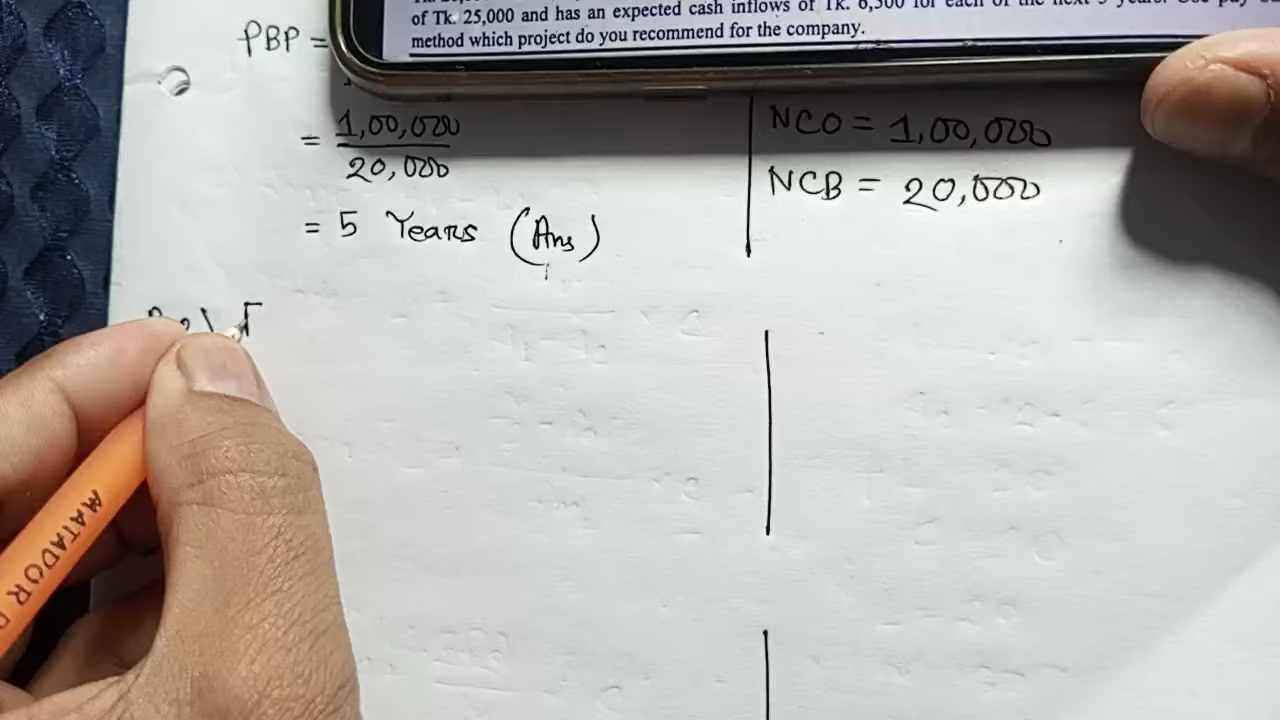 of Tk. 25,000 and has an expected cash inflows of Tk. 6,500 for each of the next 5 years.
method which project do you recommend for the company.
PBP =
= 1,00,000
20,000
= 5 Years (Ans)
NCO = 1,00,000
NCB = 20,000
MATADOR